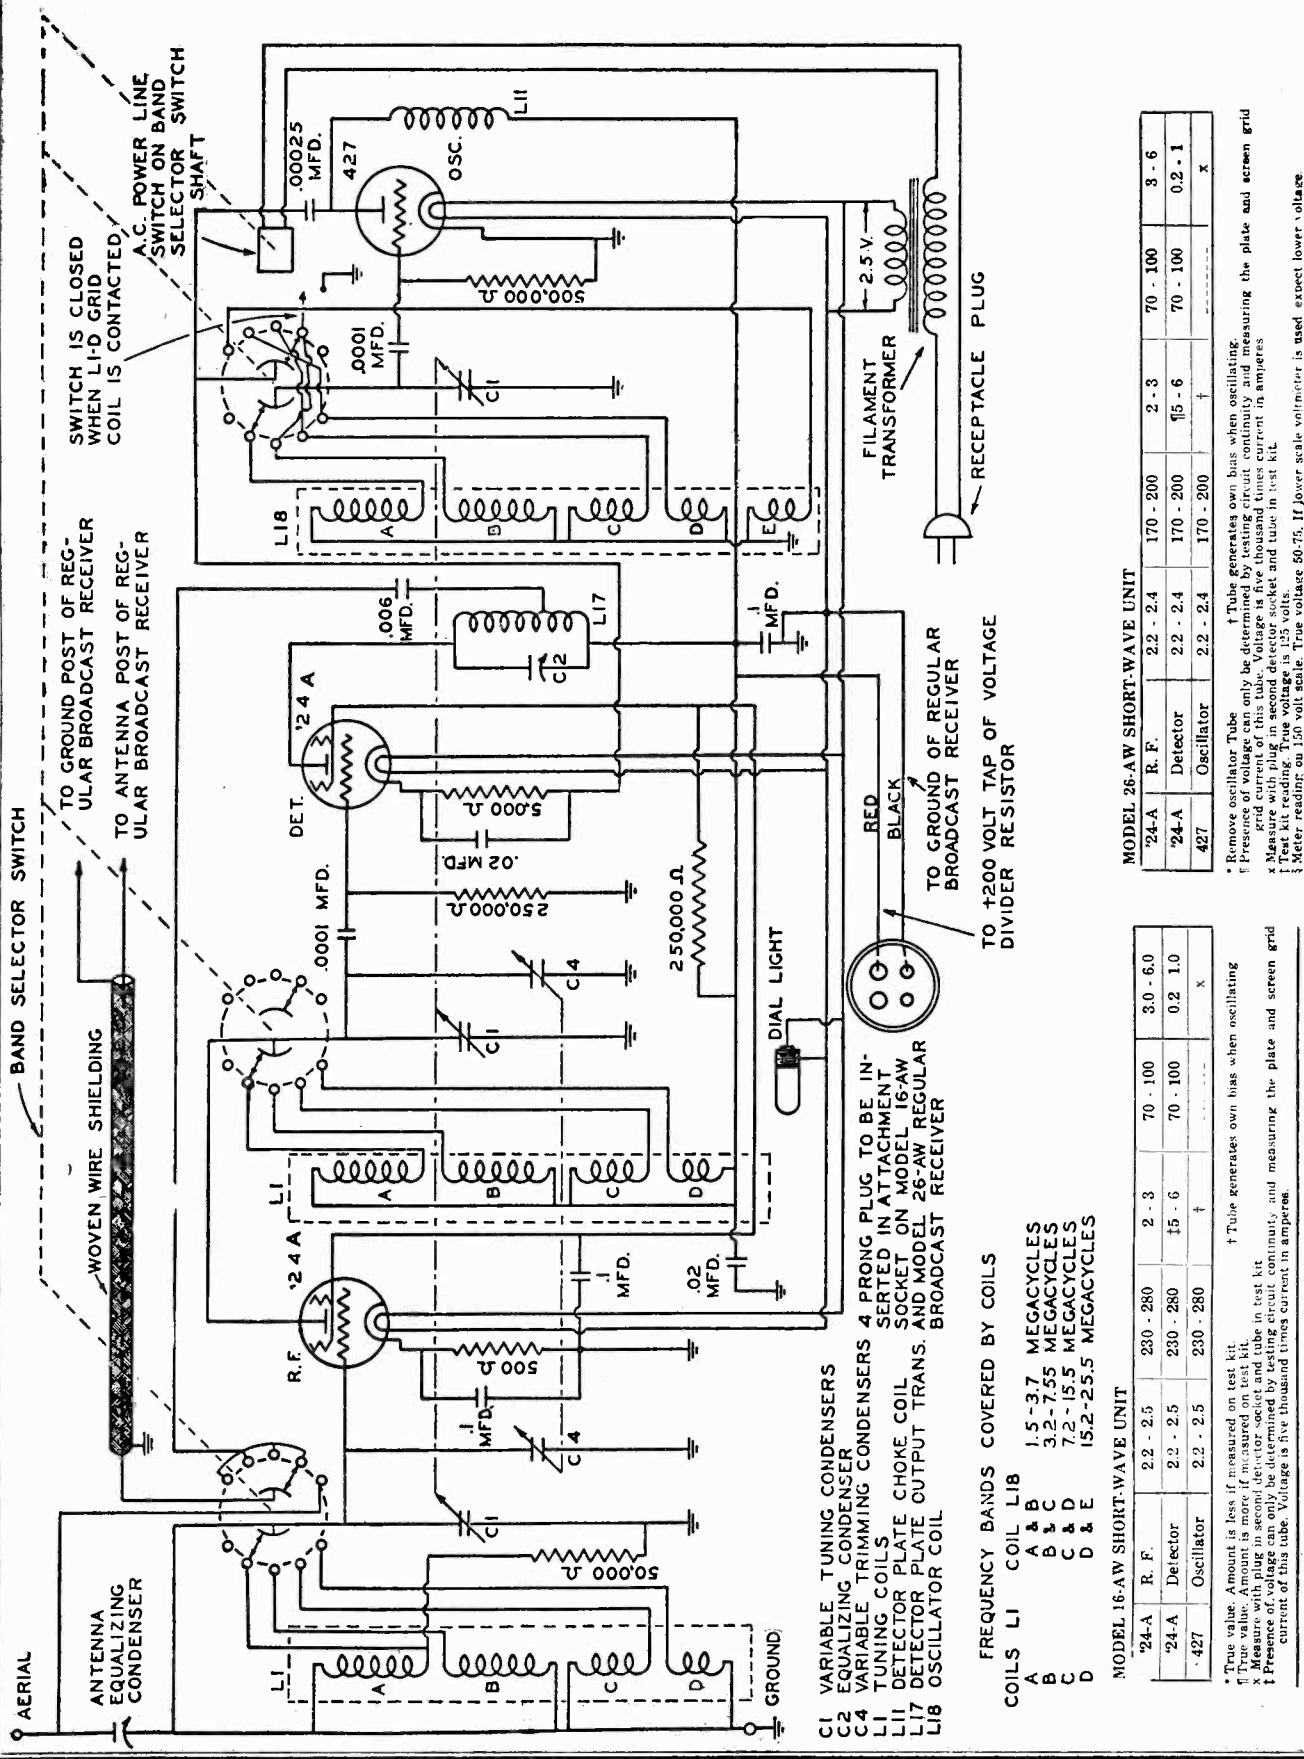 BAND SELECTOR SWITCH
AERIAL
WOVEN WIRE SHIELDING
TO GROUND POST OF REG-
ULAR BROADCAST RECEIVER
TO ANTENNA POST OF REG-
ULAR BROADCAST RECEIVER
SWITCH IS CLOSED
WHEN L1-D GRID
COIL IS CONTACTED
A.C. POWER LINE
SWITCH ON BAND
SELECTOR SWITCH
SHAFT
ANTENNA
EQUALIZING
CONDENSER
L1
A
B
C
D
GROUND
C1
50,000 Ω
C4
R.F.
'24A
.1
MFD.
500 Ω
.1
MFD.
.02
MFD.
L1
A
B
C
D
C1
C4
.0001 MFD.
250,000 Ω
DET.
'24A
.02 MFD.
5,000 Ω
250,000 Ω
.006
MFD.
C2
L17
.1
MFD.
L18
A
B
C
D
E
C1
.0001
MFD.
500,000 Ω
.00025
MFD.
427
OSC.
L11
2.5 V.
FILAMENT
TRANSFORMER
RECEPTACLE PLUG
DIAL LIGHT
RED
BLACK
TO GROUND OF REGULAR
BROADCAST RECEIVER
TO +200 VOLT TAP OF VOLTAGE
DIVIDER RESISTOR
4 PRONG PLUG TO BE IN-
SERTED IN ATTACHMENT
SOCKET ON MODEL 16-AW
AND MODEL 26-AW REGULAR
BROADCAST RECEIVER
C1 VARIABLE TUNING CONDENSERS
C2 EQUALIZING CONDENSER
C4 VARIABLE TRIMMING CONDENSERS
L1 TUNING COILS
L11 DETECTOR PLATE CHOKE COIL
L17 DETECTOR PLATE OUTPUT TRANS.
L18 OSCILLATOR COIL
FREQUENCY BANDS COVERED BY COILS
COILS L1 COIL L18
A A & B 1.5-3.7 MEGACYCLES
B B & C 3.2-7.55 MEGACYCLES
C C & D 7.2-15.5 MEGACYCLES
D D & E 15.2-25.5 MEGACYCLES
MODEL 16-AW SHORT-WAVE UNIT
'24-A R. F. 2.2 - 2.5 230 - 280 2 - 3 70 - 100 3.0 - 6.0
'24-A Detector 2.2 - 2.5 230 - 280 ‡5 - 6 70 - 100 0.2 1.0
427 Oscillator 2.2 - 2.5 230 - 280 † ------ x
* True value. Amount is less if measured on test kit. † Tube generates own bias when oscillating
¶ True value. Amount is more if measured on test kit.
x Measure with plug in second detector socket and tube in test kit
‡ Presence of voltage can only be determined by testing circuit continuity and measuring the plate and screen grid
current of this tube. Voltage is five thousand times current in amperes.
MODEL 26-AW SHORT-WAVE UNIT
'24-A R. F. 2.2 - 2.4 170 - 200 2 - 3 70 - 100 3 - 6
'24-A Detector 2.2 - 2.4 170 - 200 ¶5 - 6 70 - 100 0.2 - 1
427 Oscillator 2.2 - 2.4 170 - 200 † ------ x
* Remove oscillator Tube † Tube generates own bias when oscillating.
¶ Presence of voltage can only be determined by testing circuit continuity and measuring the plate and screen grid
grid current of this tube. Voltage is five thousand times current in amperes
x Measure with plug in second detector socket and tube in test kit.
‡ Test kit reading. True voltage is 125 volts.
§ Meter reading on 150 volt scale. True voltage 50-75. If lower scale voltmeter is used expect lower voltage.